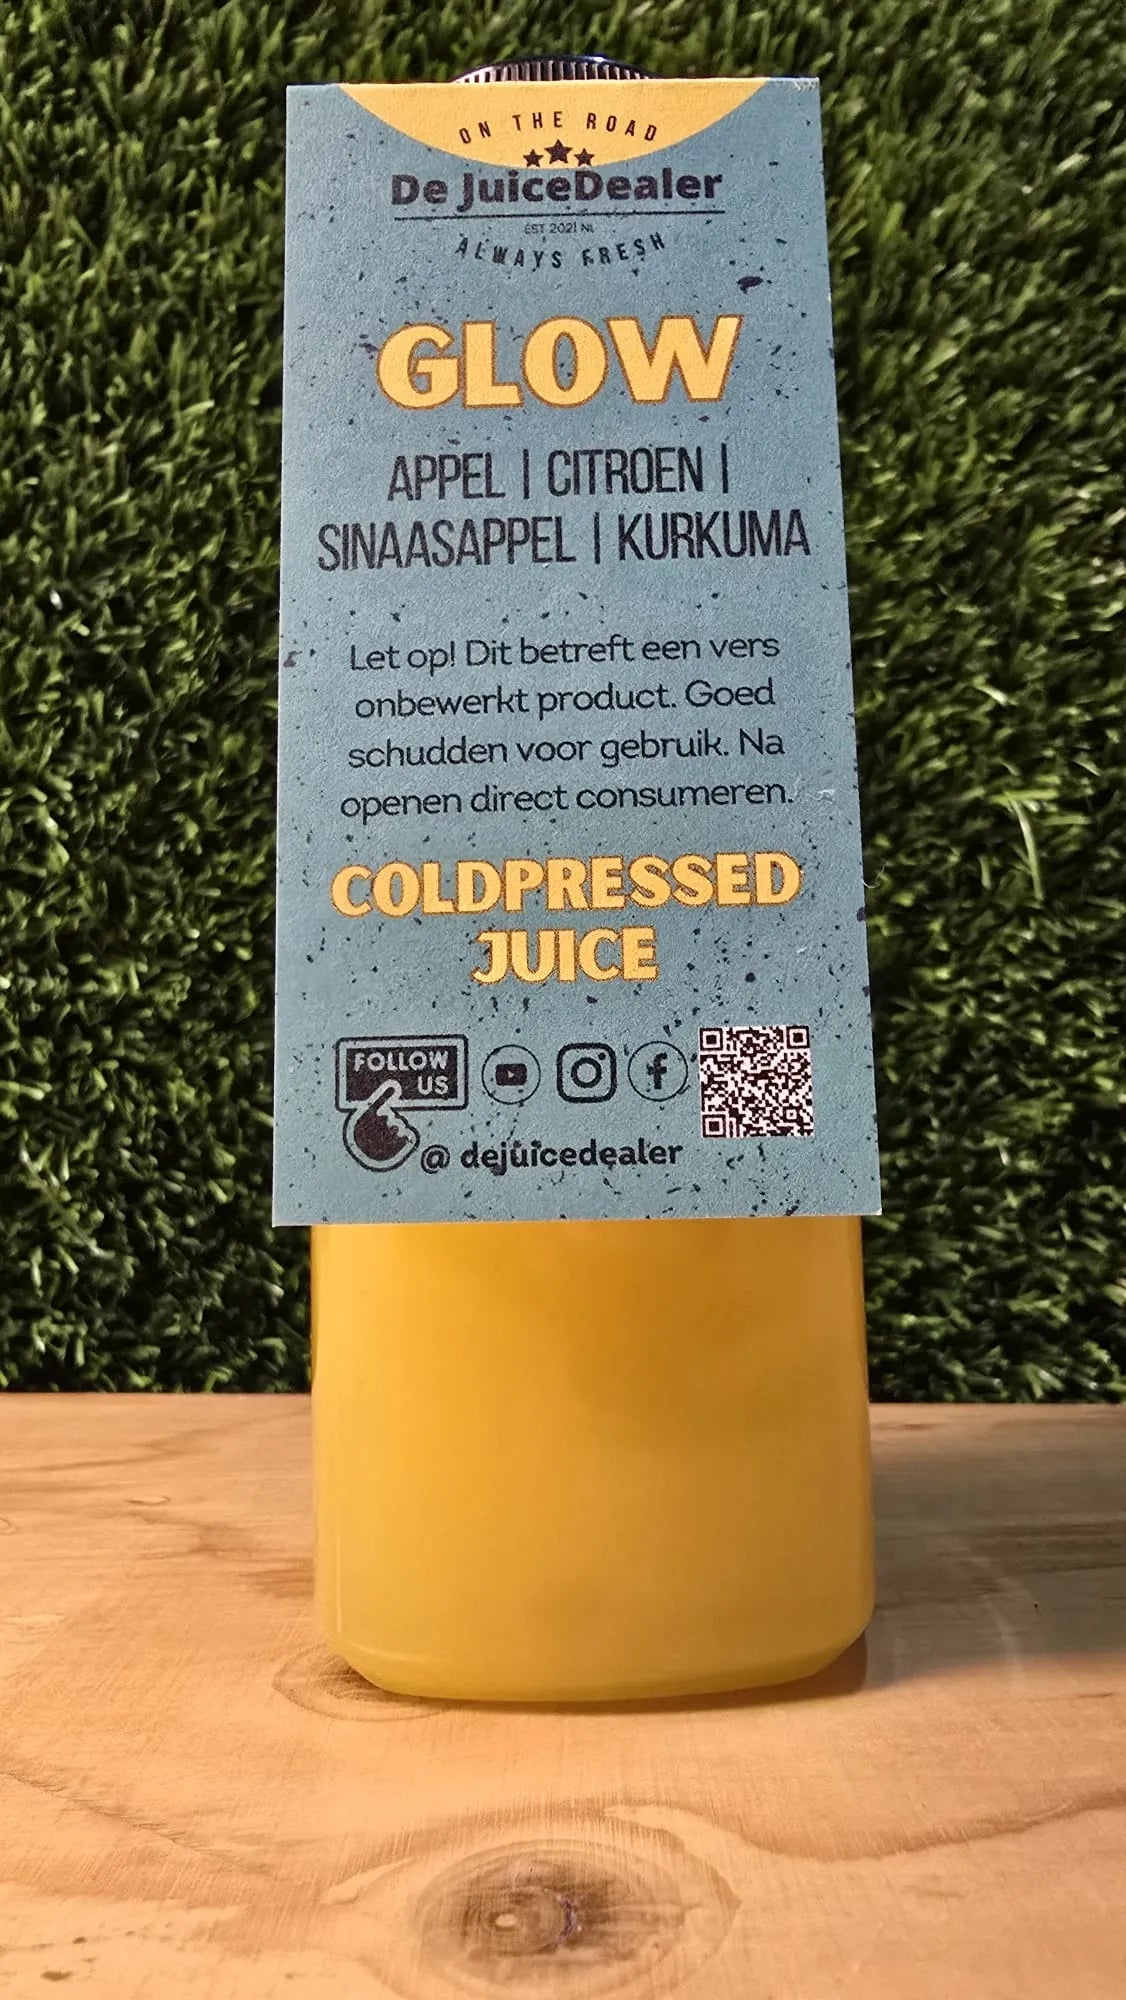 ON THE ROAD
De JuiceDealer
EST 2021 NL
ALWAYS FRESH
GLOW
APPEL | CITROEN |
SINAASAPPEL | KURKUMA
Let op! Dit betreft een vers
onbewerkt product. Goed
schudden voor gebruik. Na
openen direct consumeren.
COLDPRESSED
JUICE
FOLLOW
US
@ dejuicedealer